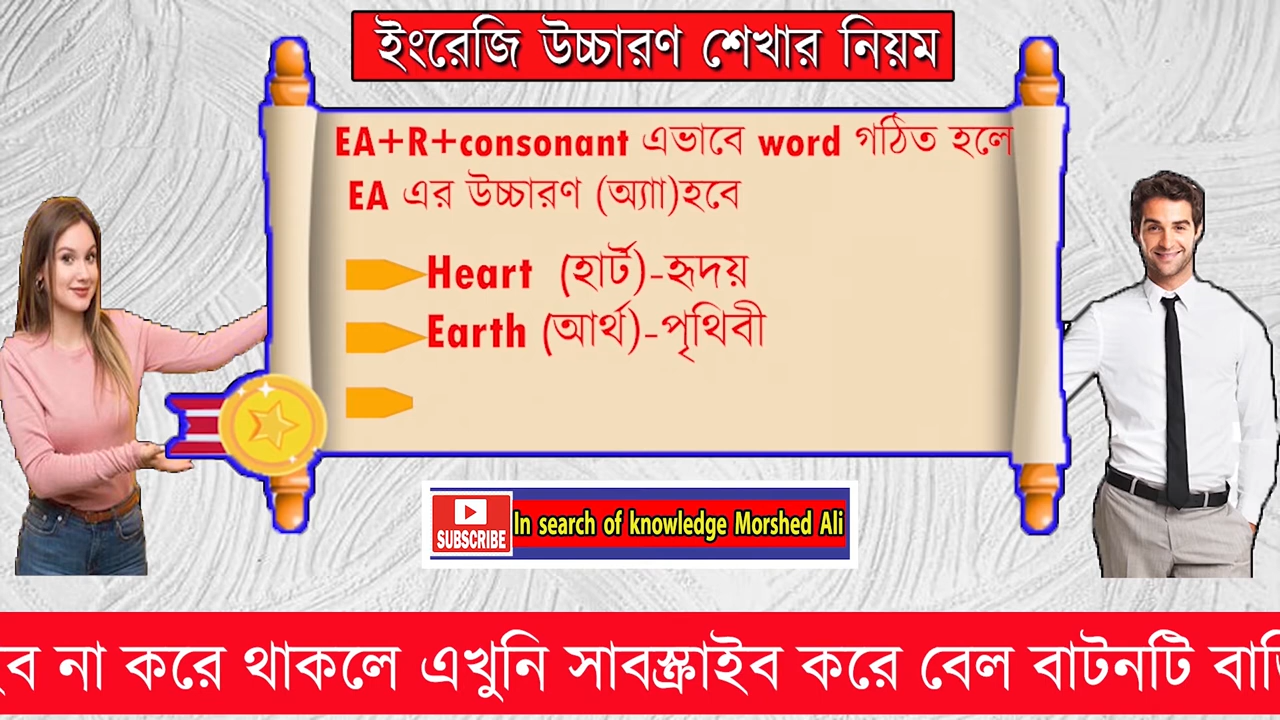 ইংরেজি উচ্চারণ শেখার নিয়ম
EA+R+consonant এভাবে word গঠিত হলে
EA এর উচ্চারণ (অ্যাা)হবে
Heart (হার্ট)-হৃদয়
Earth (আর্থ)-পৃথিবী
SUBSCRIBE
In search of knowledge Morshed Ali
না করে থাকলে এখুনি সাবস্ক্রাইব করে বেল বাটনটি